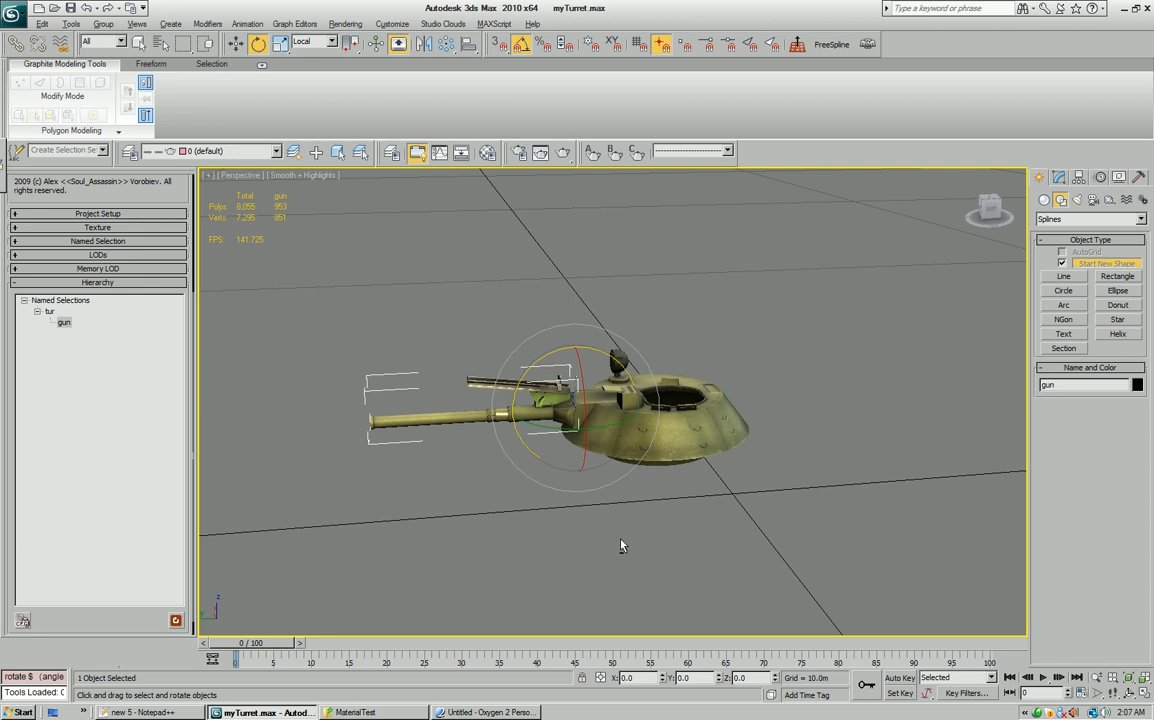 Autodesk 3ds Max 2010 x64 myTurret.max
Type a keyword or phrase
Edit Tools Group Views Create Modifiers Animation Graph Editors Rendering Customize Studio Clouds MAXScript Help
All Local FreeSpline
Graphite Modeling Tools Freeform Selection
Modify Mode
Polygon Modeling
Create Selection Se 0 (default)
2009 (c) Alex <<Soul_Assassin>> Vorobiev. All
rights reserved.
Project Setup
Texture
Named Selection
LODs
Memory LOD
Hierarchy
Named Selections
tur
gun
[ + ] [ Perspective ] [ Smooth + Highlights ]
Total gun
Polys: 8,055 953
Verts: 7,295 851
FPS: 141.725
LEFT
z
Splines
Object Type
AutoGrid
Start New Shape
Line Rectangle
Circle Ellipse
Arc Donut
NGon Star
Text Helix
Section
Name and Color
gun
0 / 100
0 5 10 15 20 25 30 35 40 45 50 55 60 65 70 75 80 85 90 95 100
rotate $ (angle 1 Object Selected X: 0.0 Y: 0.0 Z: 0.0 Grid = 10.0m Auto Key Selected
Tools Loaded: Click and drag to select and rotate objects Add Time Tag Set Key Key Filters... 0
Start new 5 - Notepad++ myTurret.max - Autod... MaterialTest Untitled - Oxygen 2 Perso... 2:07 AM